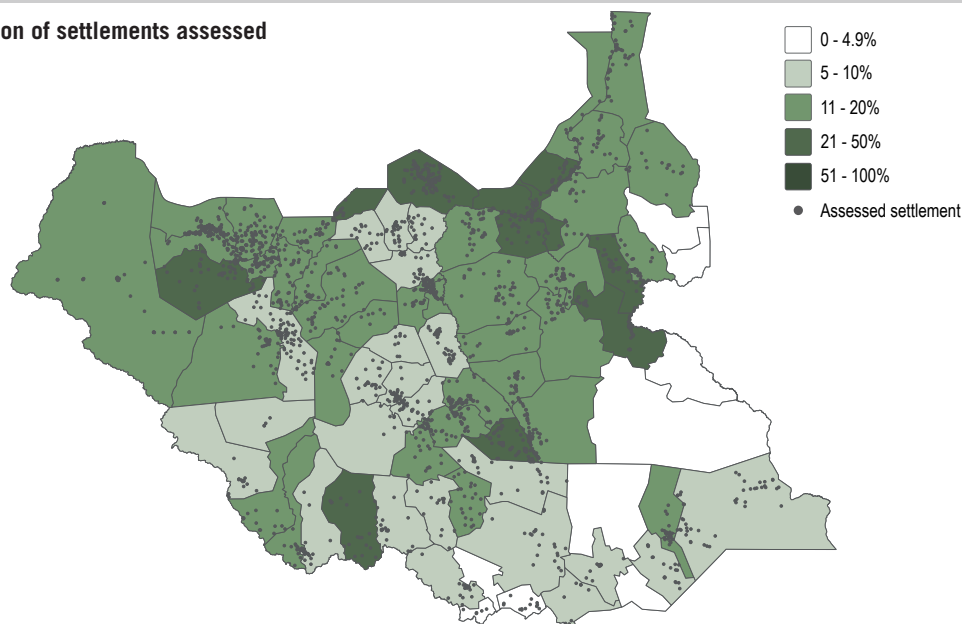 on of settlements assessed
0 - 4.9%
5 - 10%
11 - 20%
21 - 50%
51 - 100%
Assessed settlement